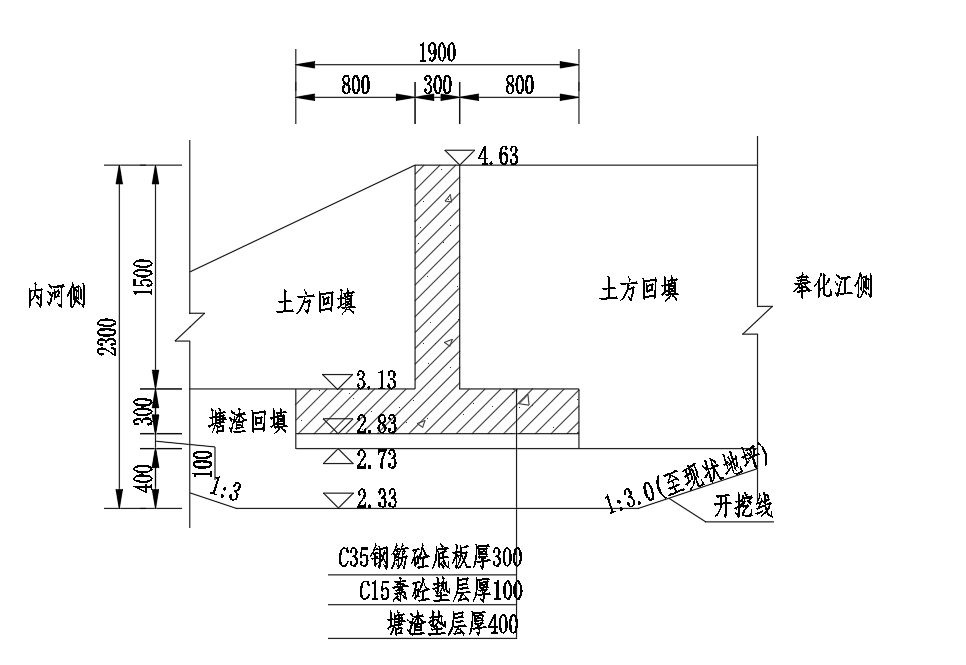 1900
800
300
800
4.63
1500
2300
内河侧
土方回填
土方回填
奉化江侧
3.13
300
塘渣回填
2.83
100
400
2.73
1:3
2.33
1:3.0(至现状地坪)
开挖线
C35钢筋砼底板厚300
C15素砼垫层厚100
塘渣垫层厚400